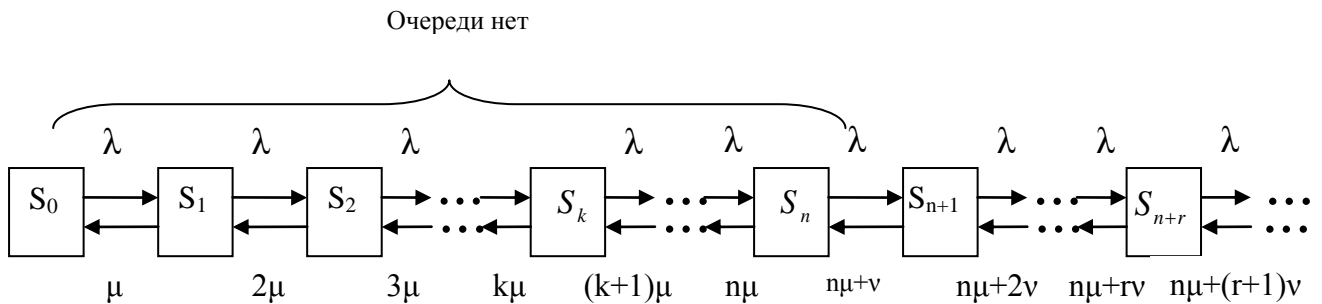 Очереди нет
λ λ λ λ λ λ λ λ
S₀ S₁ S₂ ... Sₖ ... Sₙ Sₙ₊₁ ... Sₙ₊ᵣ ...
μ 2μ 3μ kμ (k+1)μ nμ nμ+ν nμ+2ν nμ+rν nμ+(r+1)ν